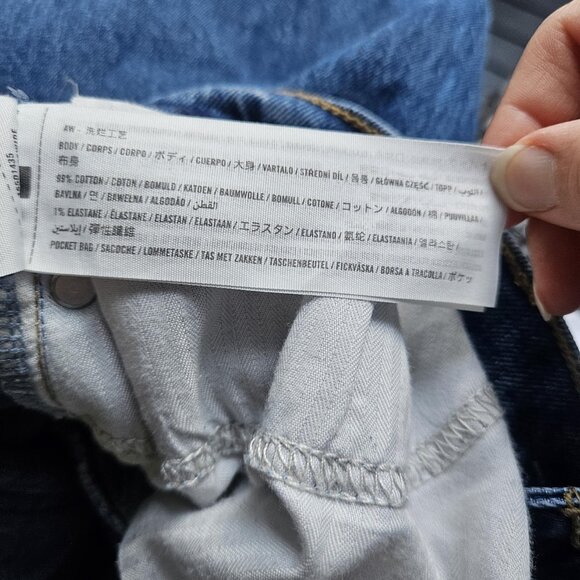 AW - 洗烂工艺
BODY / CORPS / CORPO / ボディ / CUERPO / 大身 / VARTALO / STŘEDNÍ DÍL / 몸통 / GŁÓWNA CZĘŚĆ / ТОРР / الثوب /
布身
99% COTTON / COTON / BOMULD / KATOEN / BAUMWOLLE / BOMULL / COTONE / コットン / ALGODÓN / 棉 / PUUVILLAA /
BAVLNA / 면 / BAWEŁNA / ALGODÃO / القطن
1% ELASTANE / ÉLASTANE / ELASTAN / ELASTAAN / エラスタン / ELASTANO / 氨纶 / ELASTAANIA / 엘라스탄 /
إيلاستين / 彈性纖維
POCKET BAG / SACOCHE / LOMMETASKE / TAS MET ZAKKEN / TASCHENBEUTEL / FICKVÄSKA / BORSA A TRACOLLA / ポケッ